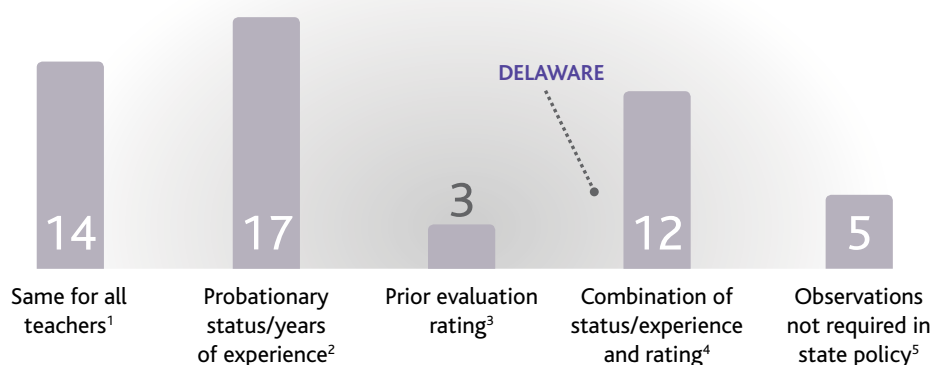 DELAWARE
14
17
3
12
5
Same for all
teachers¹
Probationary
status/years
of experience²
Prior evaluation
rating³
Combination of
status/experience
and rating⁴
Observations
not required in
state policy⁵